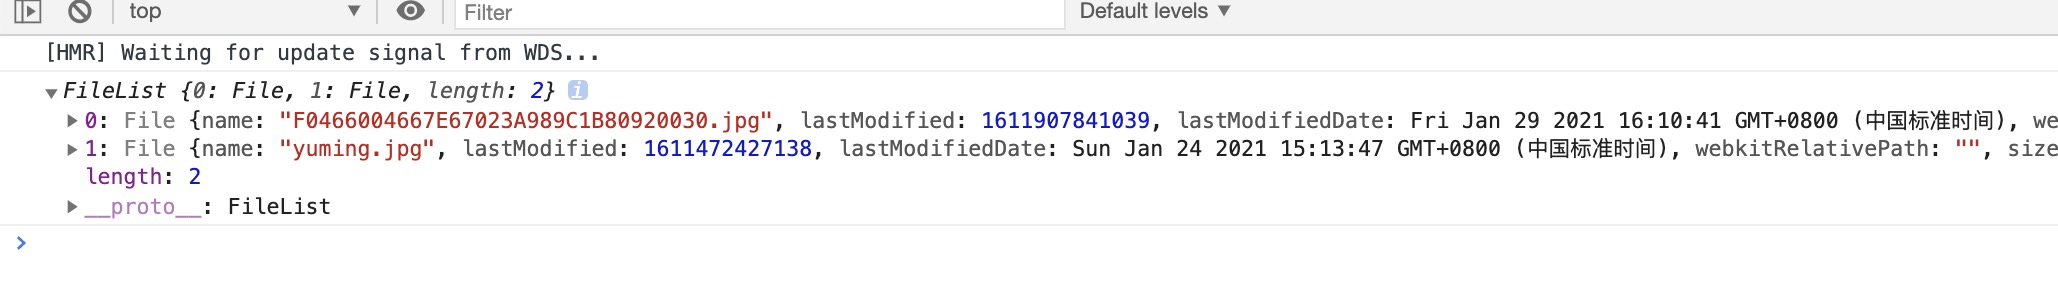 top Filter Default levels
[HMR] Waiting for update signal from WDS...
FileList {0: File, 1: File, length: 2} i
0: File {name: "F0466004667E67023A989C1B80920030.jpg", lastModified: 1611907841039, lastModifiedDate: Fri Jan 29 2021 16:10:41 GMT+0800 (中国标准时间), we
1: File {name: "yuming.jpg", lastModified: 1611472427138, lastModifiedDate: Sun Jan 24 2021 15:13:47 GMT+0800 (中国标准时间), webkitRelativePath: "", size
length: 2
__proto__: FileList